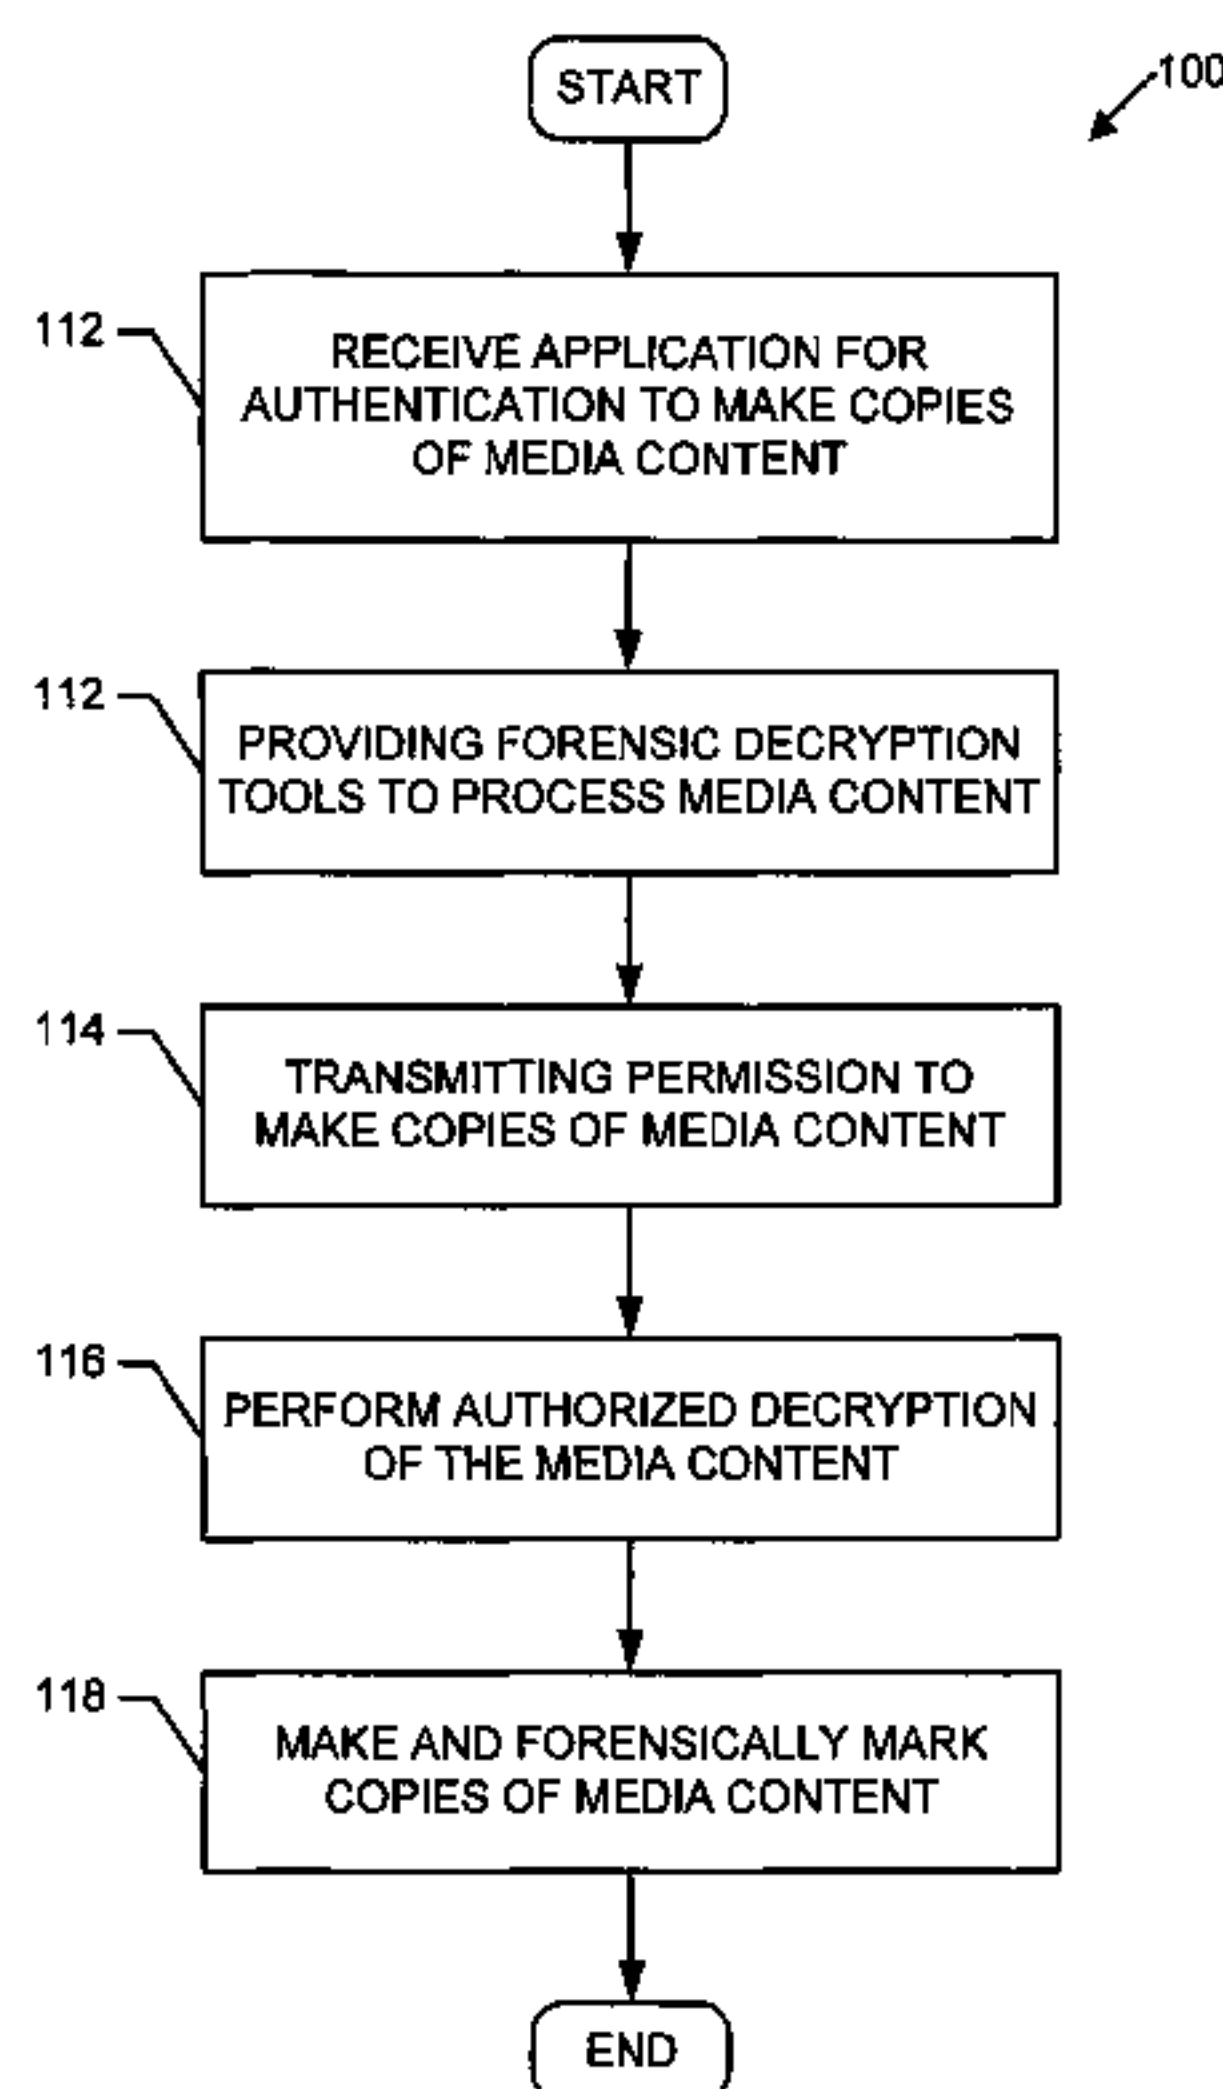 START
100
112
RECEIVE APPLICATION FOR
AUTHENTICATION TO MAKE COPIES
OF MEDIA CONTENT
112
PROVIDING FORENSIC DECRYPTION
TOOLS TO PROCESS MEDIA CONTENT
114
TRANSMITTING PERMISSION TO
MAKE COPIES OF MEDIA CONTENT
116
PERFORM AUTHORIZED DECRYPTION
OF THE MEDIA CONTENT
118
MAKE AND FORENSICALLY MARK
COPIES OF MEDIA CONTENT
END